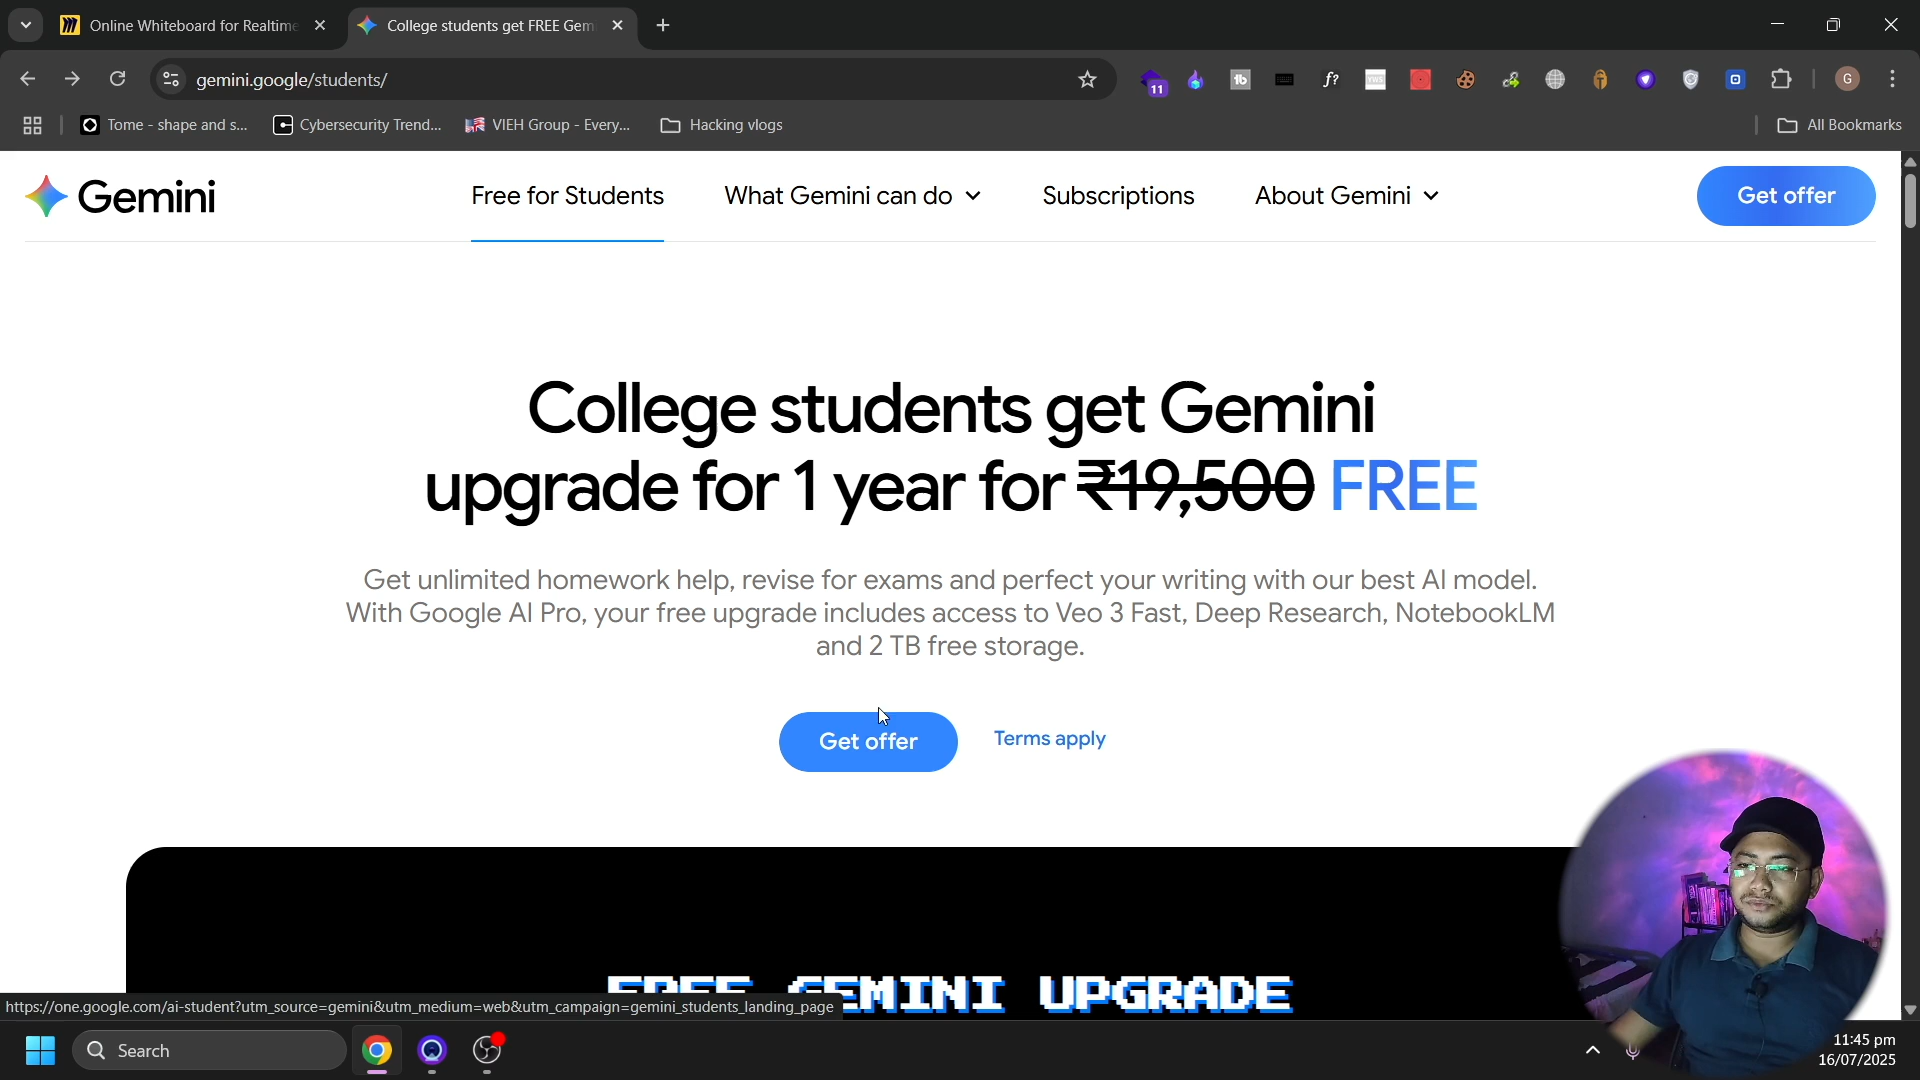 Online Whiteboard for Realtime
College students get FREE Gem
gemini.google/students/
11
G
Tome - shape and s...
Cybersecurity Trend...
VIEH Group - Every...
Hacking vlogs
All Bookmarks
Gemini
Free for Students
What Gemini can do
Subscriptions
About Gemini
Get offer
College students get Gemini
upgrade for 1 year for ₹19,500 FREE
Get unlimited homework help, revise for exams and perfect your writing with our best AI model.
With Google AI Pro, your free upgrade includes access to Veo 3 Fast, Deep Research, NotebookLM
and 2 TB free storage.
Get offer
Terms apply
FREE GEMINI UPGRADE
https://one.google.com/ai-student?utm_source=gemini&utm_medium=web&utm_campaign=gemini_students_landing_page
Search
11:45 pm
16/07/2025